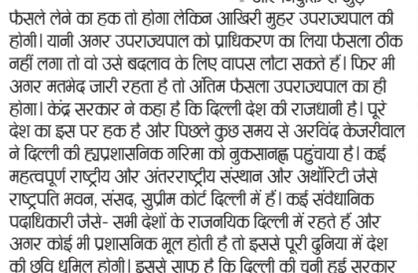 और नियुक्ति से जुड़े
फैसले लेने का हक तो होगा लेकिन आखिरी मुहर उपराज्यपाल की
होगी। यानी अगर उपराज्यपाल को प्राधिकरण का लिया फैसला ठीक
नहीं लगा तो वो उसे बदलाव के लिए वापस लौटा सकते हैं। फिर भी
अगर मतभेद जारी रहता है तो अंतिम फैसला उपराज्यपाल का ही
होगा। केंद्र सरकार ने कहा है कि दिल्ली देश की राजधानी है। पूरे
देश का इस पर हक है और पिछले कुछ समय से अरविंद केजरीवाल
ने दिल्ली की ह्यप्रशासनिक गरिमा को नुकसानह्ण पहुंचाया है। कई
महत्वपूर्ण राष्ट्रीय और अंतरराष्ट्रीय संस्थान और अथॉरिटी जैसे
राष्ट्रपति भवन, संसद, सुप्रीम कोर्ट दिल्ली में हैं। कई संवैधानिक
पदाधिकारी जैसे- सभी देशों के राजनयिक दिल्ली में रहते हैं और
अगर कोई भी प्रशासनिक भूल होती है तो इससे पूरी दुनिया में देश
की छवि धूमिल होगी। इससे साफ है कि दिल्ली की चुनी हुई सरकार